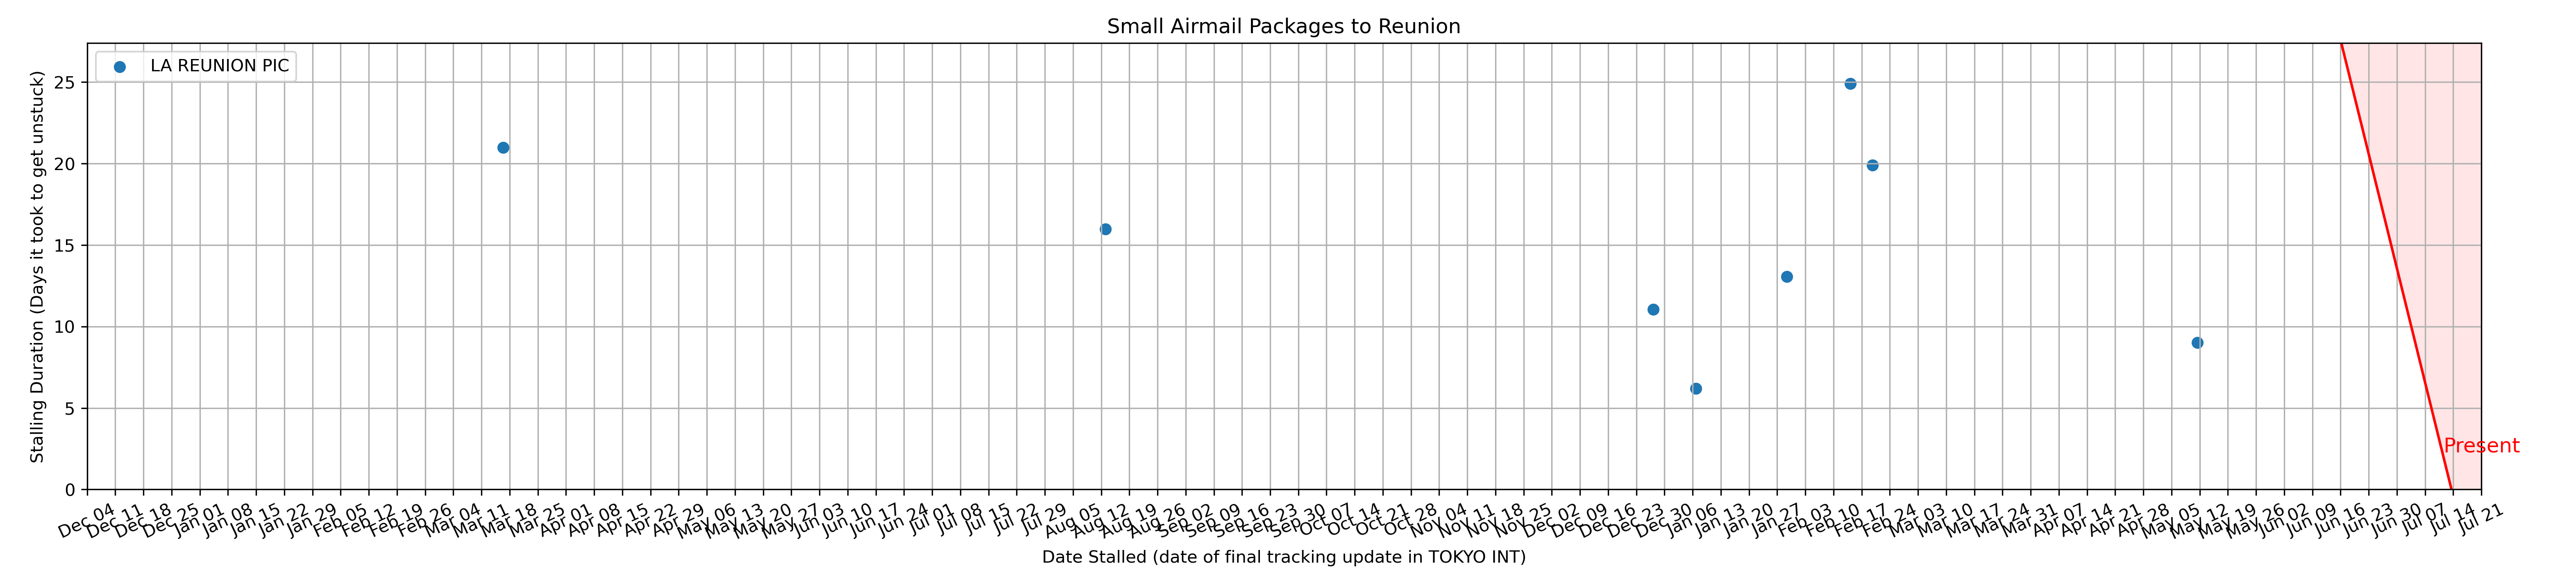 Small Airmail Packages to Reunion
LA REUNION PIC
Stalling Duration (Days it took to get unstuck)
25
20
15
10
5
0
Present
Dec 04
Dec 11
Dec 18
Dec 25
Jan 01
Jan 08
Jan 15
Jan 22
Jan 29
Feb 05
Feb 12
Feb 19
Feb 26
Mar 04
Mar 11
Mar 18
Mar 25
Apr 01
Apr 08
Apr 15
Apr 22
Apr 29
May 06
May 13
May 20
May 27
Jun 03
Jun 10
Jun 17
Jun 24
Jul 01
Jul 08
Jul 15
Jul 22
Jul 29
Aug 05
Aug 12
Aug 19
Aug 26
Sep 02
Sep 09
Sep 16
Sep 23
Sep 30
Oct 07
Oct 14
Oct 21
Oct 28
Nov 04
Nov 11
Nov 18
Nov 25
Dec 02
Dec 09
Dec 16
Dec 23
Dec 30
Jan 06
Jan 13
Jan 20
Jan 27
Feb 03
Feb 10
Feb 17
Feb 24
Mar 03
Mar 10
Mar 17
Mar 24
Mar 31
Apr 07
Apr 14
Apr 21
Apr 28
May 05
May 12
May 19
May 26
Jun 02
Jun 09
Jun 16
Jun 23
Jun 30
Jul 07
Jul 14
Jul 21
Date Stalled (date of final tracking update in TOKYO INT)